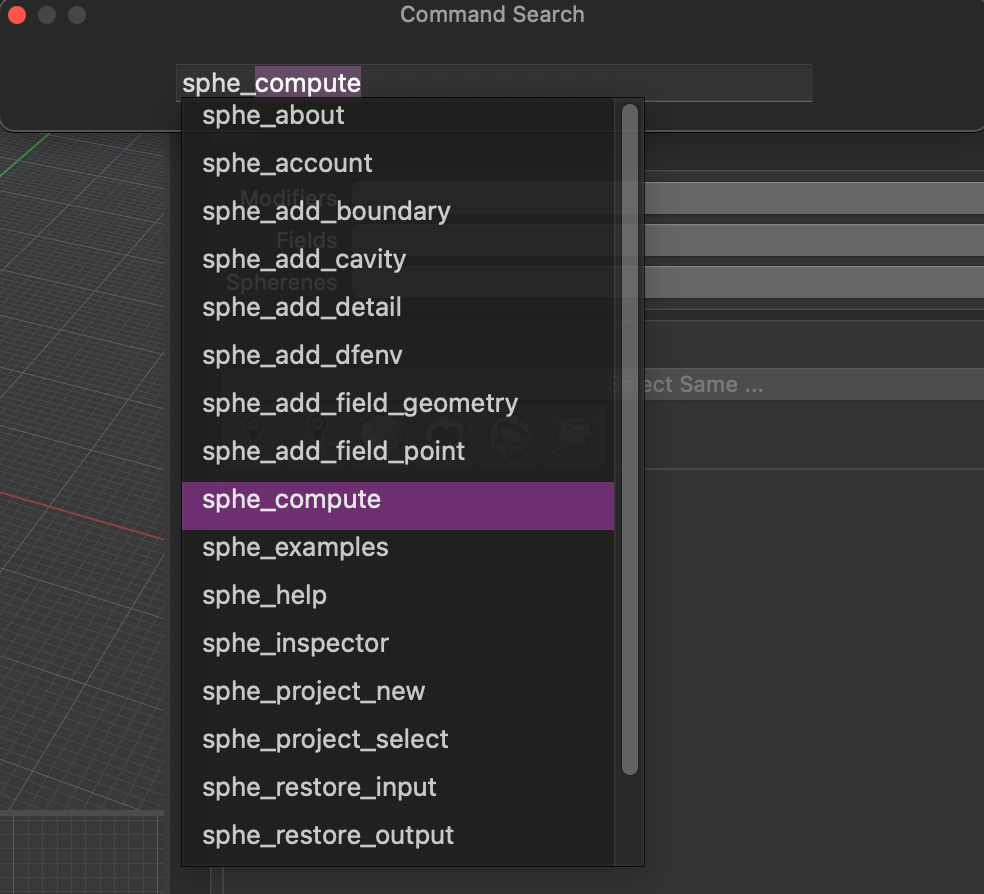 Command Search
sphe_compute
sphe_about
sphe_account
Modifiers
sphe_add_boundary
Fields
sphe_add_cavity
Spherenes
sphe_add_detail
sphe_add_dfenv
Select Same ...
sphe_add_field_geometry
sphe_add_field_point
sphe_compute
sphe_examples
sphe_help
sphe_inspector
sphe_project_new
sphe_project_select
sphe_restore_input
sphe_restore_output